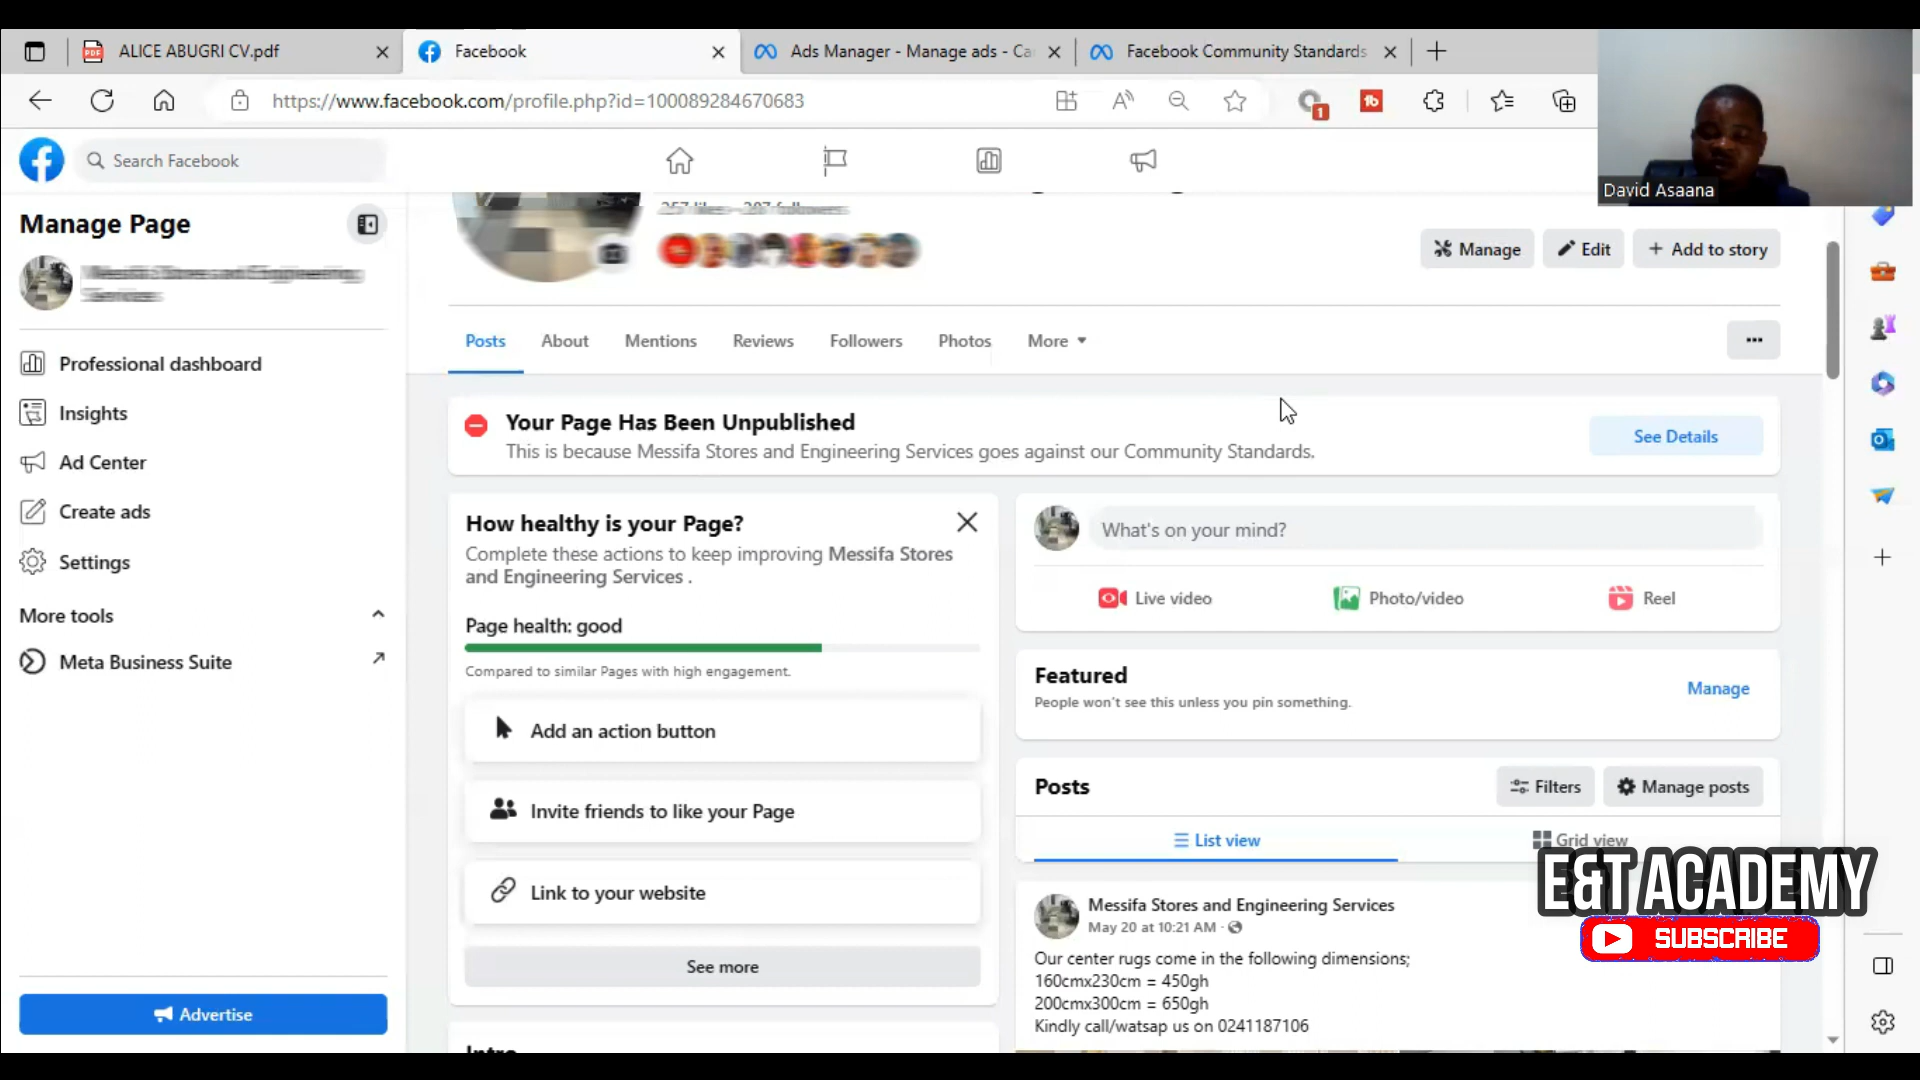 ALICE ABUGRI CV.pdf
Facebook
Ads Manager - Manage ads - Ca
Facebook Community Standards
https://www.facebook.com/profile.php?id=100089284670683
1
Search Facebook
David Asaana
Manage Page
Messifa Stores and Engineering
Services
Professional dashboard
Insights
Ad Center
Create ads
Settings
More tools
Meta Business Suite
Advertise
Manage
Edit
+ Add to story
Posts
About
Mentions
Reviews
Followers
Photos
More
Your Page Has Been Unpublished
This is because Messifa Stores and Engineering Services goes against our Community Standards.
See Details
How healthy is your Page?
Complete these actions to keep improving Messifa Stores
and Engineering Services .
Page health: good
Compared to similar Pages with high engagement.
Add an action button
Invite friends to like your Page
Link to your website
See more
Intro
What's on your mind?
Live video
Photo/video
Reel
Featured
People won't see this unless you pin something.
Manage
Posts
Filters
Manage posts
List view
Grid view
Messifa Stores and Engineering Services
May 20 at 10:21 AM ·
Our center rugs come in the following dimensions;
160cmx230cm = 450gh
200cmx300cm = 650gh
Kindly call/watsap us on 0241187106
E&T ACADEMY
SUBSCRIBE